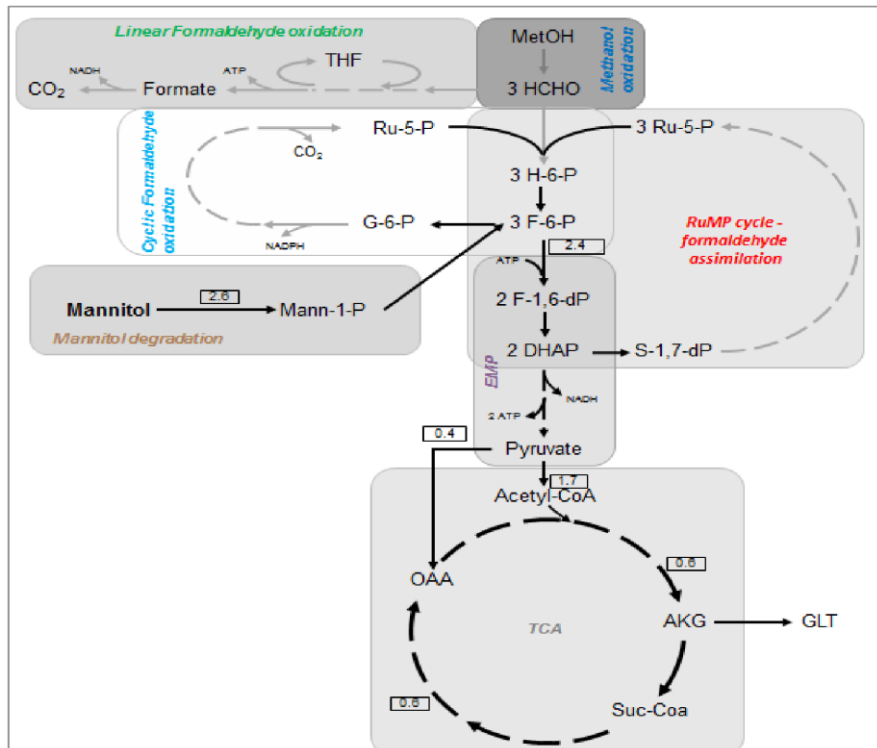 Linear Formaldehyde oxidation
MetOH
Methanol
oxidation
THF
NADH
ATP
CO2
Formate
3 HCHO
Cyclic Formaldehyde
oxidation
Ru-5-P
3 Ru-5-P
CO2
3 H-6-P
G-6-P
3 F-6-P
NADPH
RuMP cycle -
formaldehyde
assimilation
2.4
ATP
Mannitol
2.6
Mann-1-P
2 F-1,6-dP
Mannitol degradation
2 DHAP
S-1,7-dP
EMP
NADH
2 ATP
0.4
Pyruvate
1.7
Acetyl-CoA
0.6
OAA
AKG
GLT
TCA
0.6
Suc-Coa